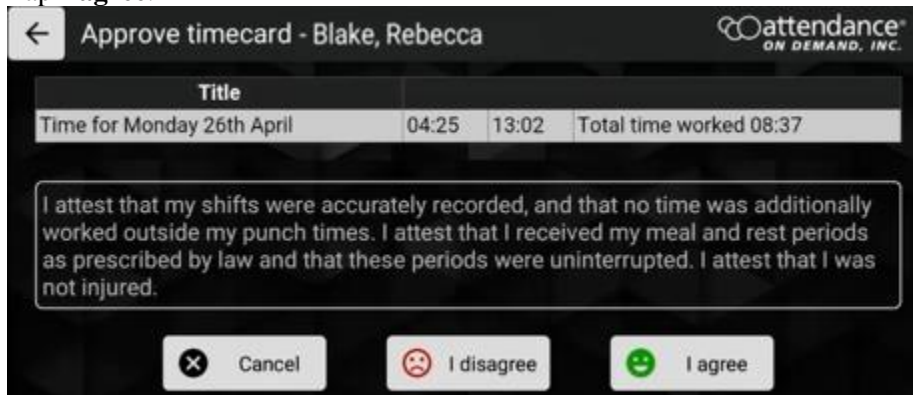 Approve timecard - Blake, Rebecca
attendance®
ON DEMAND, INC.
Title
Time for Monday 26th April 04:25 13:02 Total time worked 08:37
I attest that my shifts were accurately recorded, and that no time was additionally
worked outside my punch times. I attest that I received my meal and rest periods
as prescribed by law and that these periods were uninterrupted. I attest that I was
not injured.
Cancel I disagree I agree